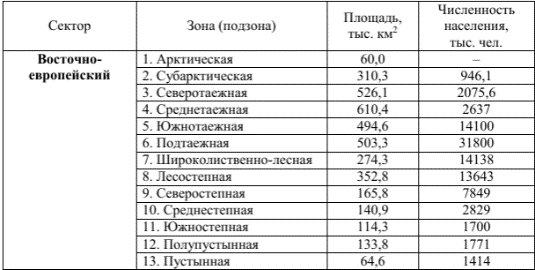 Сектор | Зона (подзона) | Площадь, тыс. км² | Численность населения, тыс. чел.
Восточно-европейский | 1. Арктическая | 60,0 | –
2. Субарктическая | 310,3 | 946,1
3. Северотаежная | 526,1 | 2075,6
4. Среднетаежная | 610,4 | 2637
5. Южнотаежная | 494,6 | 14100
6. Подтаежная | 503,3 | 31800
7. Широколиственно-лесная | 274,3 | 14138
8. Лесостепная | 352,8 | 13643
9. Северостепная | 165,8 | 7849
10. Среднестепная | 140,9 | 2829
11. Южностепная | 114,3 | 1700
12. Полупустынная | 133,8 | 1771
13. Пустынная | 64,6 | 1414